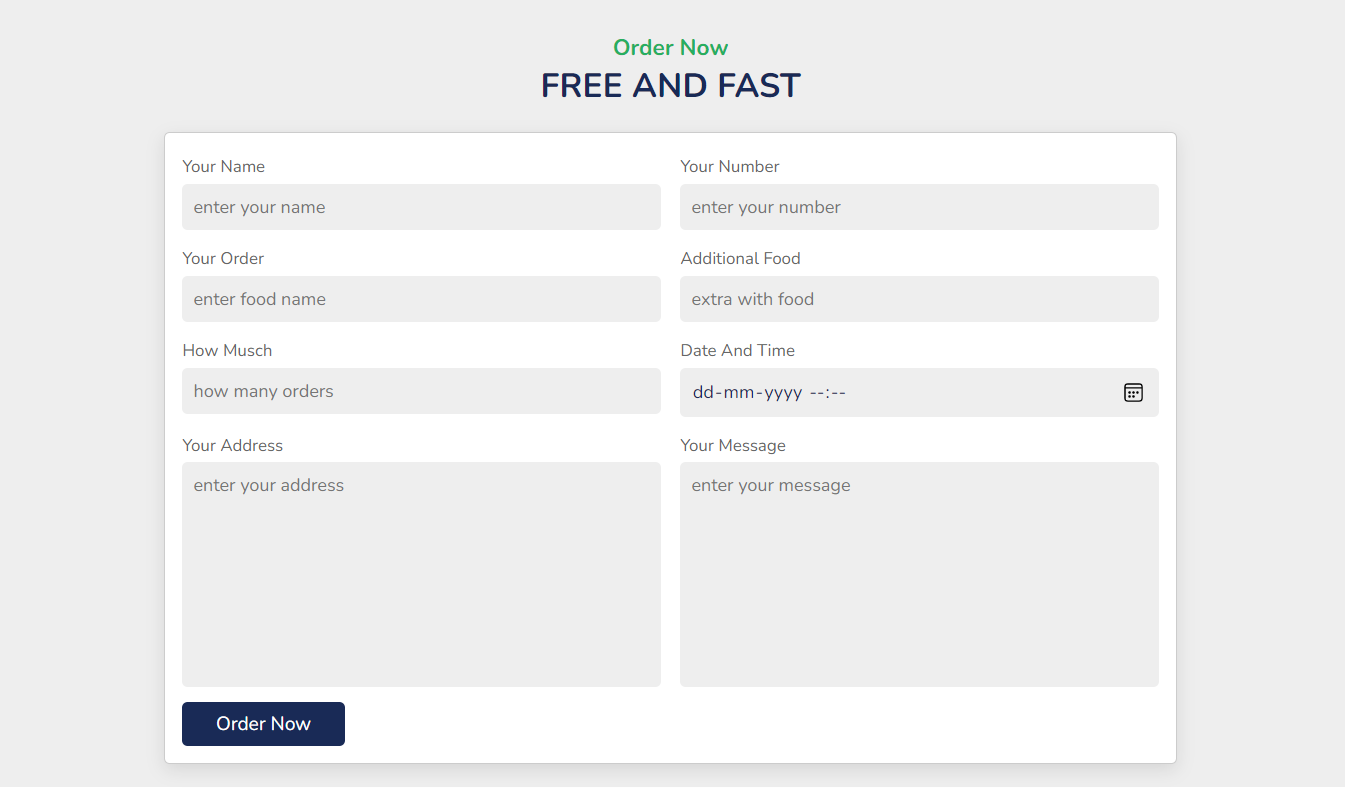 Order Now
FREE AND FAST
Your Name
Your Number
enter your name
enter your number
Your Order
Additional Food
enter food name
extra with food
How Musch
Date And Time
how many orders
dd-mm-yyyy --:--
Your Address
Your Message
enter your address
enter your message
Order Now